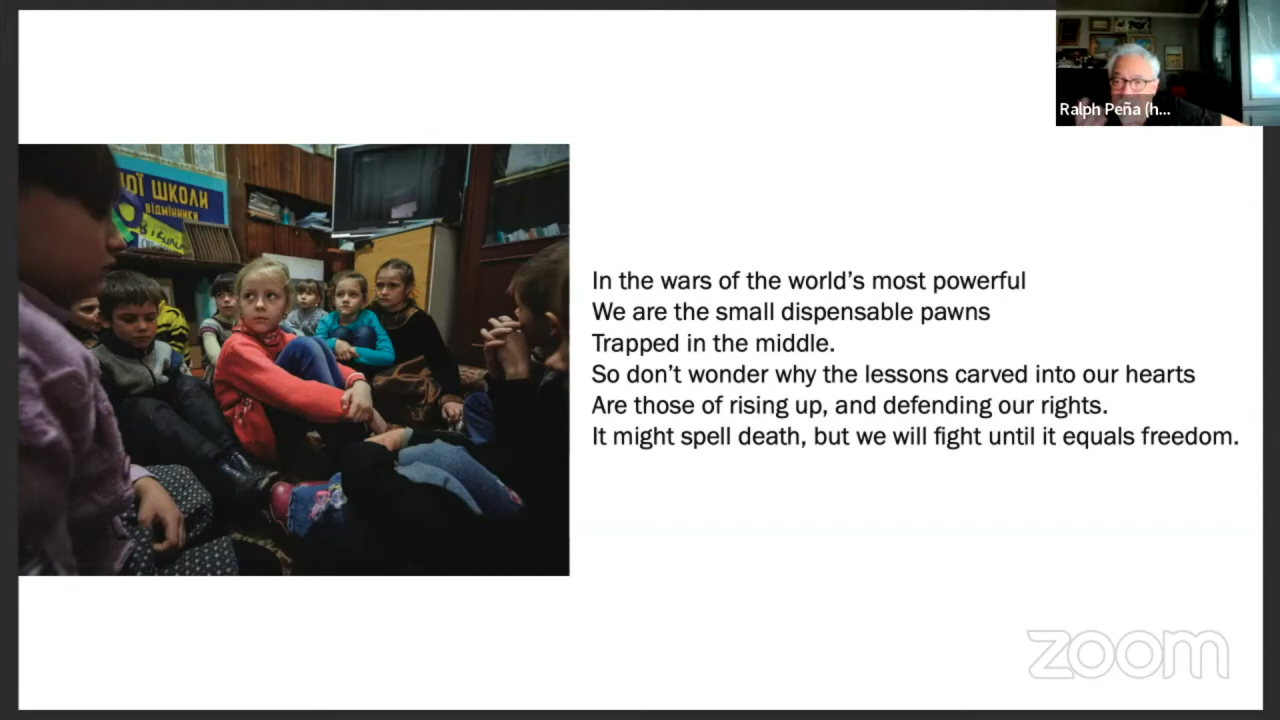 Ralph Peña (h...
ОЇ ШКОЛИ
ВІДМІННИКИ
In the wars of the world’s most powerful
We are the small dispensable pawns
Trapped in the middle.
So don’t wonder why the lessons carved into our hearts
Are those of rising up, and defending our rights.
It might spell death, but we will fight until it equals freedom.
zoom